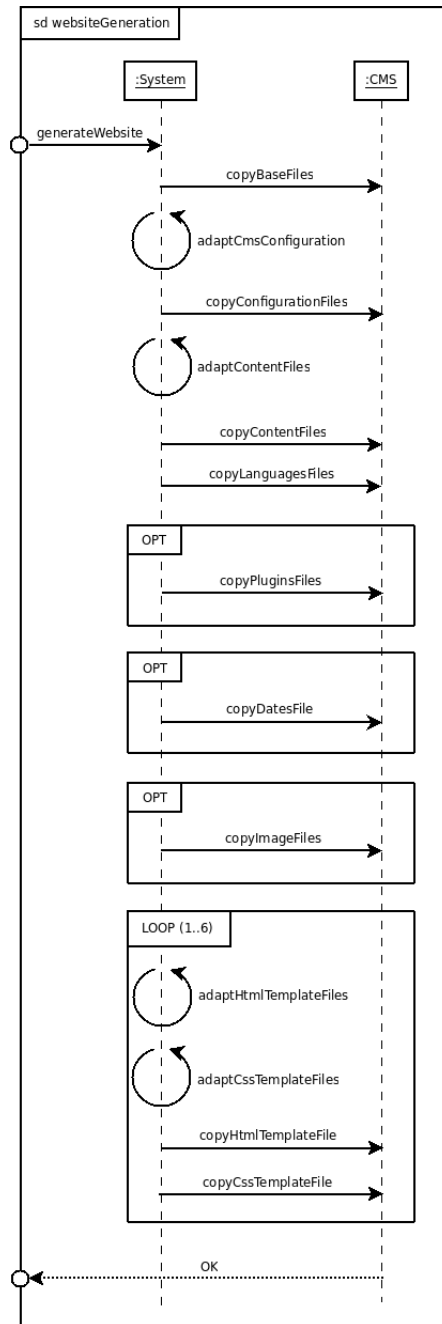 sd websiteGeneration
:System
:CMS
generateWebsite
copyBaseFiles
adaptCmsConfiguration
copyConfigurationFiles
adaptContentFiles
copyContentFiles
copyLanguagesFiles
OPT
copyPluginsFiles
OPT
copyDatesFile
OPT
copyImageFiles
LOOP (1..6)
adaptHtmlTemplateFiles
adaptCssTemplateFiles
copyHtmlTemplateFile
copyCssTemplateFile
OK